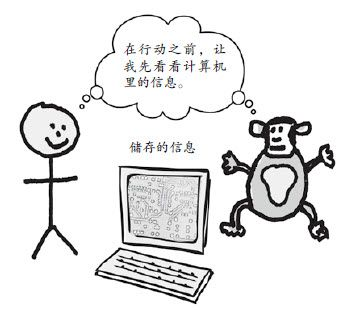 在行动之前，让
我先看看计算机
里的信息。
储存的信息